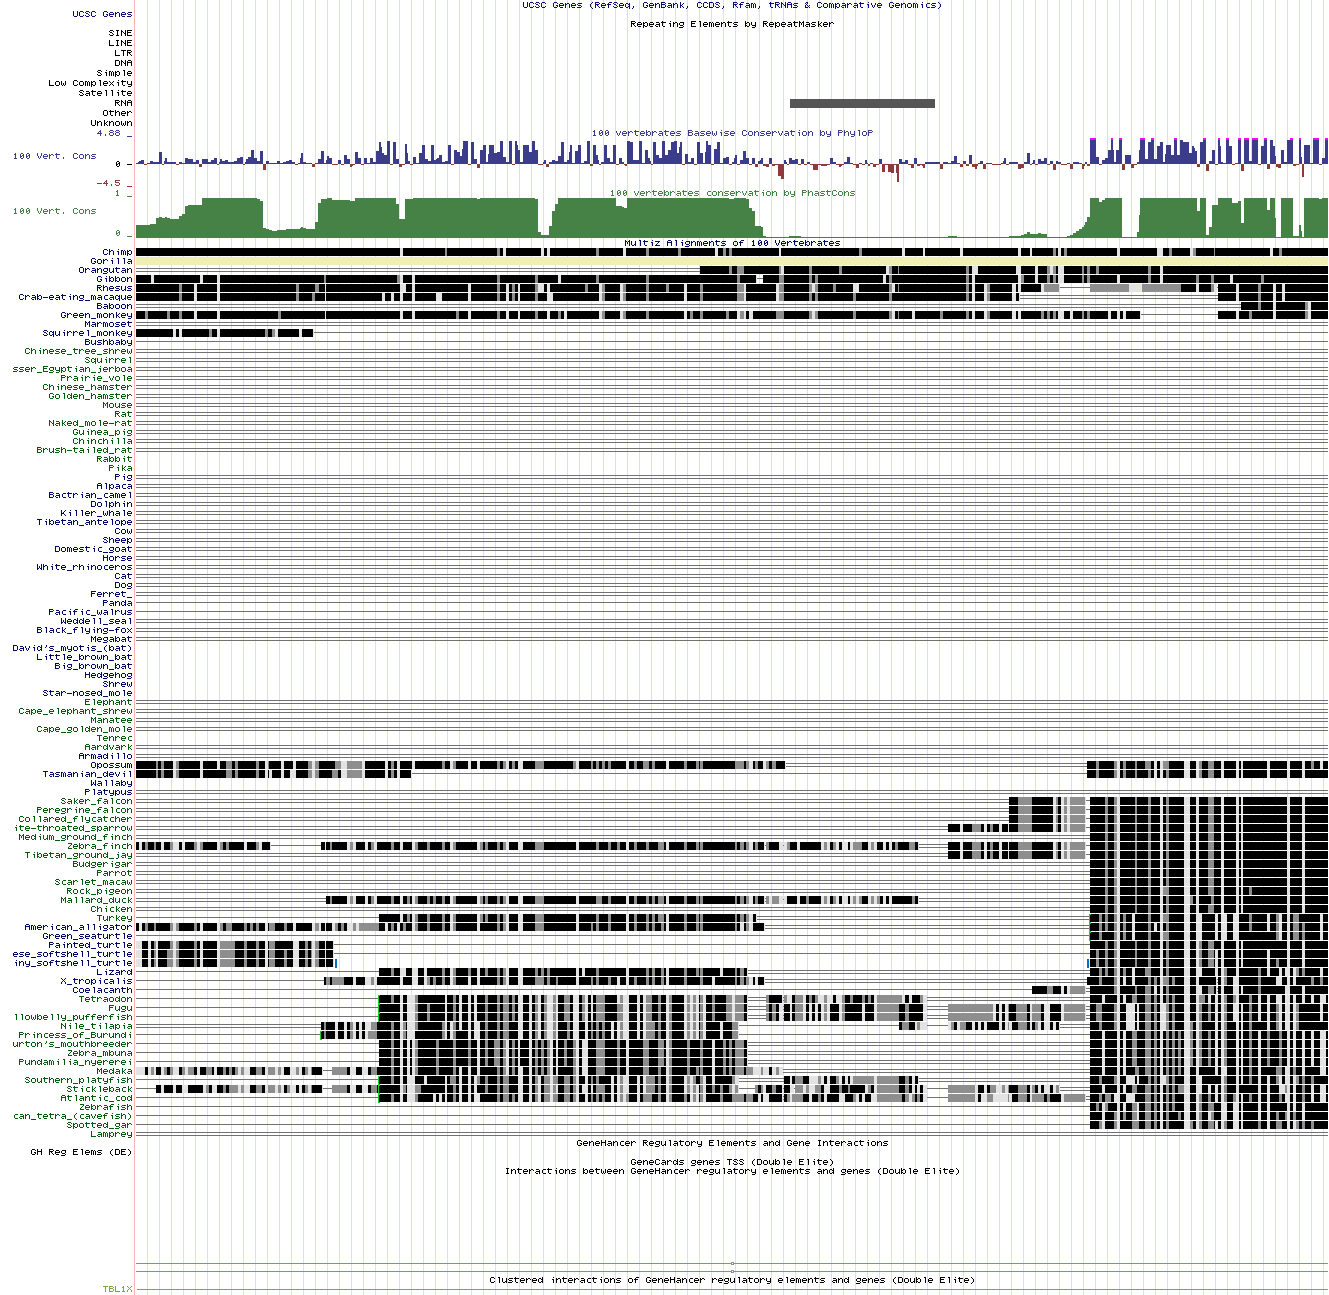 UCSC Genes (RefSeq, GenBank, CCDS, Rfam, tRNAs & Comparative Genomics)
UCSC Genes
Repeating Elements by RepeatMasker
SINE
LINE
LTR
DNA
Simple
Low Complexity
Satellite
RNA
Other
Unknown
100 vertebrates Basewise Conservation by PhyloP
4.88 _
100 Vert. Cons
0 _
-4.5 _
100 vertebrates conservation by PhastCons
1 _
100 Vert. Cons
0 _
Multiz Alignments of 100 Vertebrates
Chimp
Gorilla
Orangutan
Gibbon
Rhesus
Crab-eating_macaque
Baboon
Green_monkey
Marmoset
Squirrel_monkey
Bushbaby
Chinese_tree_shrew
Squirrel
sser_Egyptian_jerboa
Prairie_vole
Chinese_hamster
Golden_hamster
Mouse
Rat
Naked_mole-rat
Guinea_pig
Chinchilla
Brush-tailed_rat
Rabbit
Pika
Pig
Alpaca
Bactrian_camel
Dolphin
Killer_whale
Tibetan_antelope
Cow
Sheep
Domestic_goat
Horse
White_rhinoceros
Cat
Dog
Ferret_
Panda
Pacific_walrus
Weddell_seal
Black_flying-fox
Megabat
David's_myotis_(bat)
Little_brown_bat
Big_brown_bat
Hedgehog
Shrew
Star-nosed_mole
Elephant
Cape_elephant_shrew
Manatee
Cape_golden_mole
Tenrec
Aardvark
Armadillo
Opossum
Tasmanian_devil
Wallaby
Platypus
Saker_falcon
Peregrine_falcon
Collared_flycatcher
ite-throated_sparrow
Medium_ground_finch
Zebra_finch
Tibetan_ground_jay
Budgerigar
Parrot
Scarlet_macaw
Rock_pigeon
Mallard_duck
Chicken
Turkey
American_alligator
Green_seaturtle
Painted_turtle
ese_softshell_turtle
iny_softshell_turtle
Lizard
X_tropicalis
Coelacanth
Tetraodon
Fugu
llowbelly_pufferfish
Nile_tilapia
Princess_of_Burundi
urton's_mouthbreeder
Zebra_mbuna
Pundamilia_nyererei
Medaka
Southern_platyfish
Stickleback
Atlantic_cod
Zebrafish
can_tetra_(cavefish)
Spotted_gar
Lamprey
GeneHancer Regulatory Elements and Gene Interactions
GH Reg Elems (DE)
GeneCards genes TSS (Double Elite)
Interactions between GeneHancer regulatory elements and genes (Double Elite)
Clustered interactions of GeneHancer regulatory elements and genes (Double Elite)
TBL1X